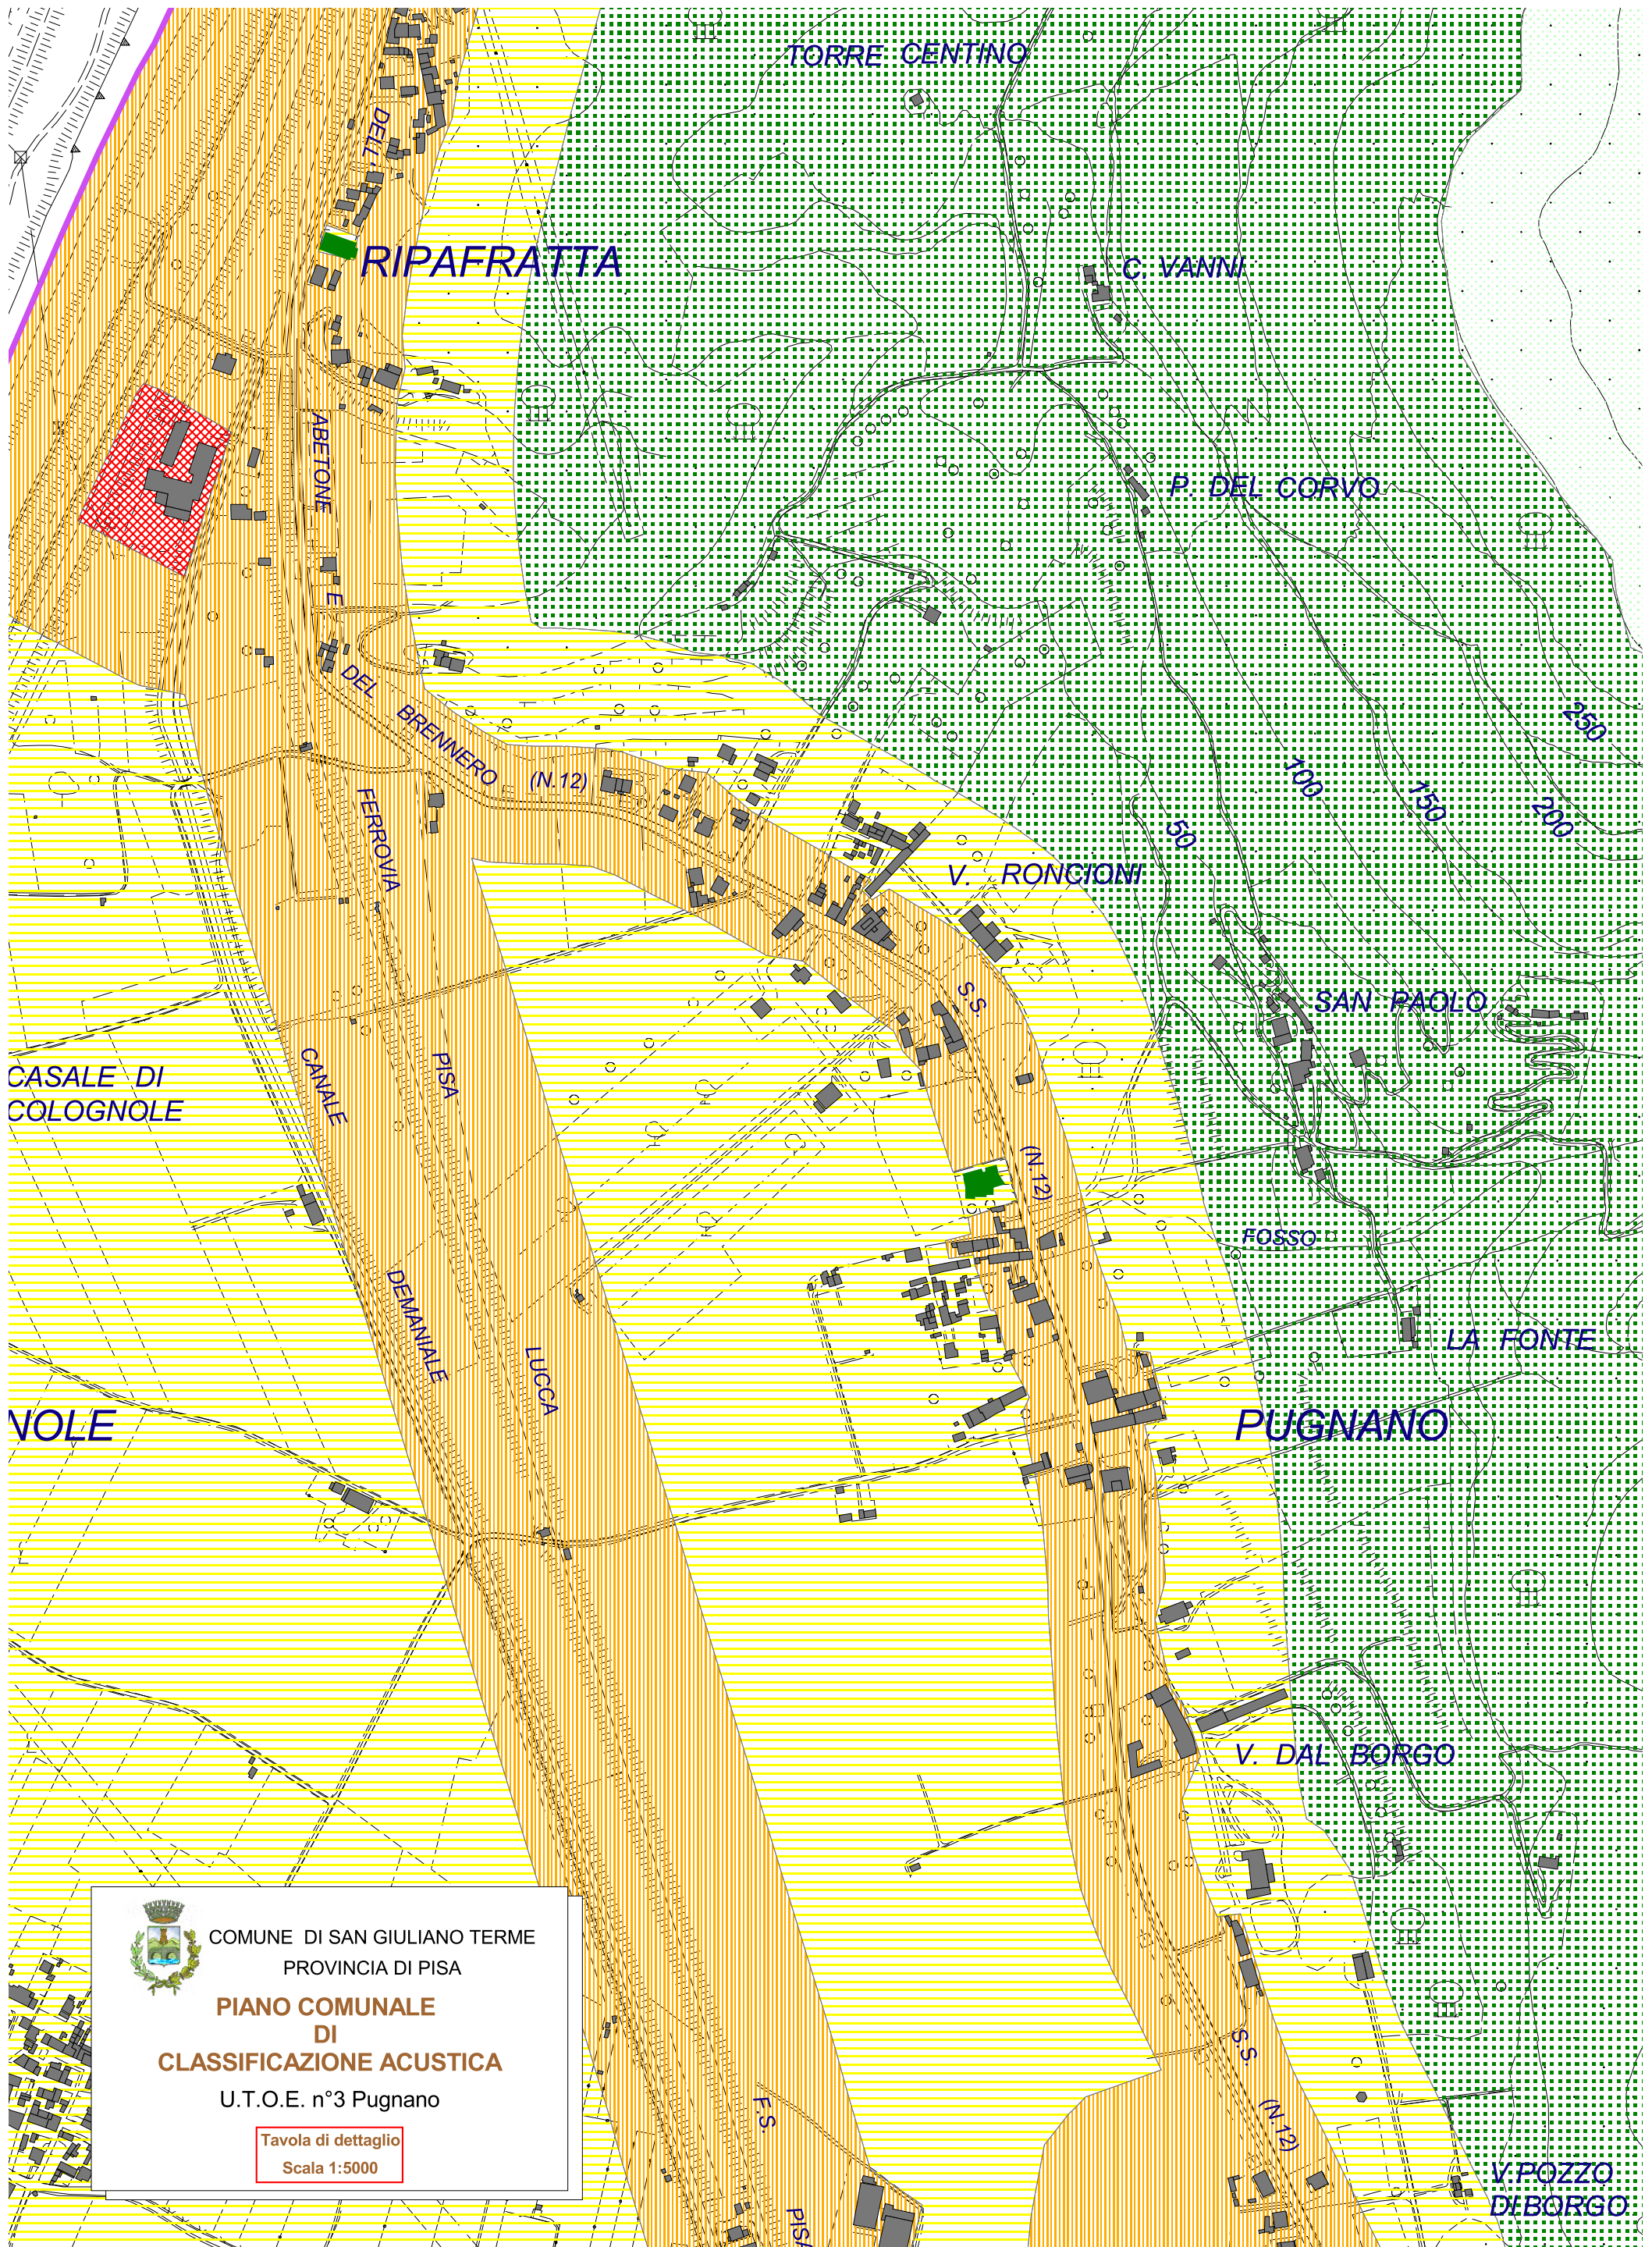 TORRE CENTINO
DELL'
RIPAFRATTA
C. VANNI
ABETONE
P. DEL CORVO
E
DEL
BRENNERO
(N.12)
250
100
150
200
50
FERROVIA
V. RONCIONI
S.S.
SAN PAOLO
CASALE DI
COLOGNOLE
CANALE
PISA
(N.12)
FOSSO
DEMANIALE
LUCCA
LA FONTE
NOLE
PUGNANO
V. DAL BORGO
COMUNE DI SAN GIULIANO TERME
PROVINCIA DI PISA
PIANO COMUNALE
DI
CLASSIFICAZIONE ACUSTICA
U.T.O.E. n°3 Pugnano
Tavola di dettaglio
Scala 1:5000
S.S.
F.S.
(N.12)
V.POZZO
DI BORGO
PISA